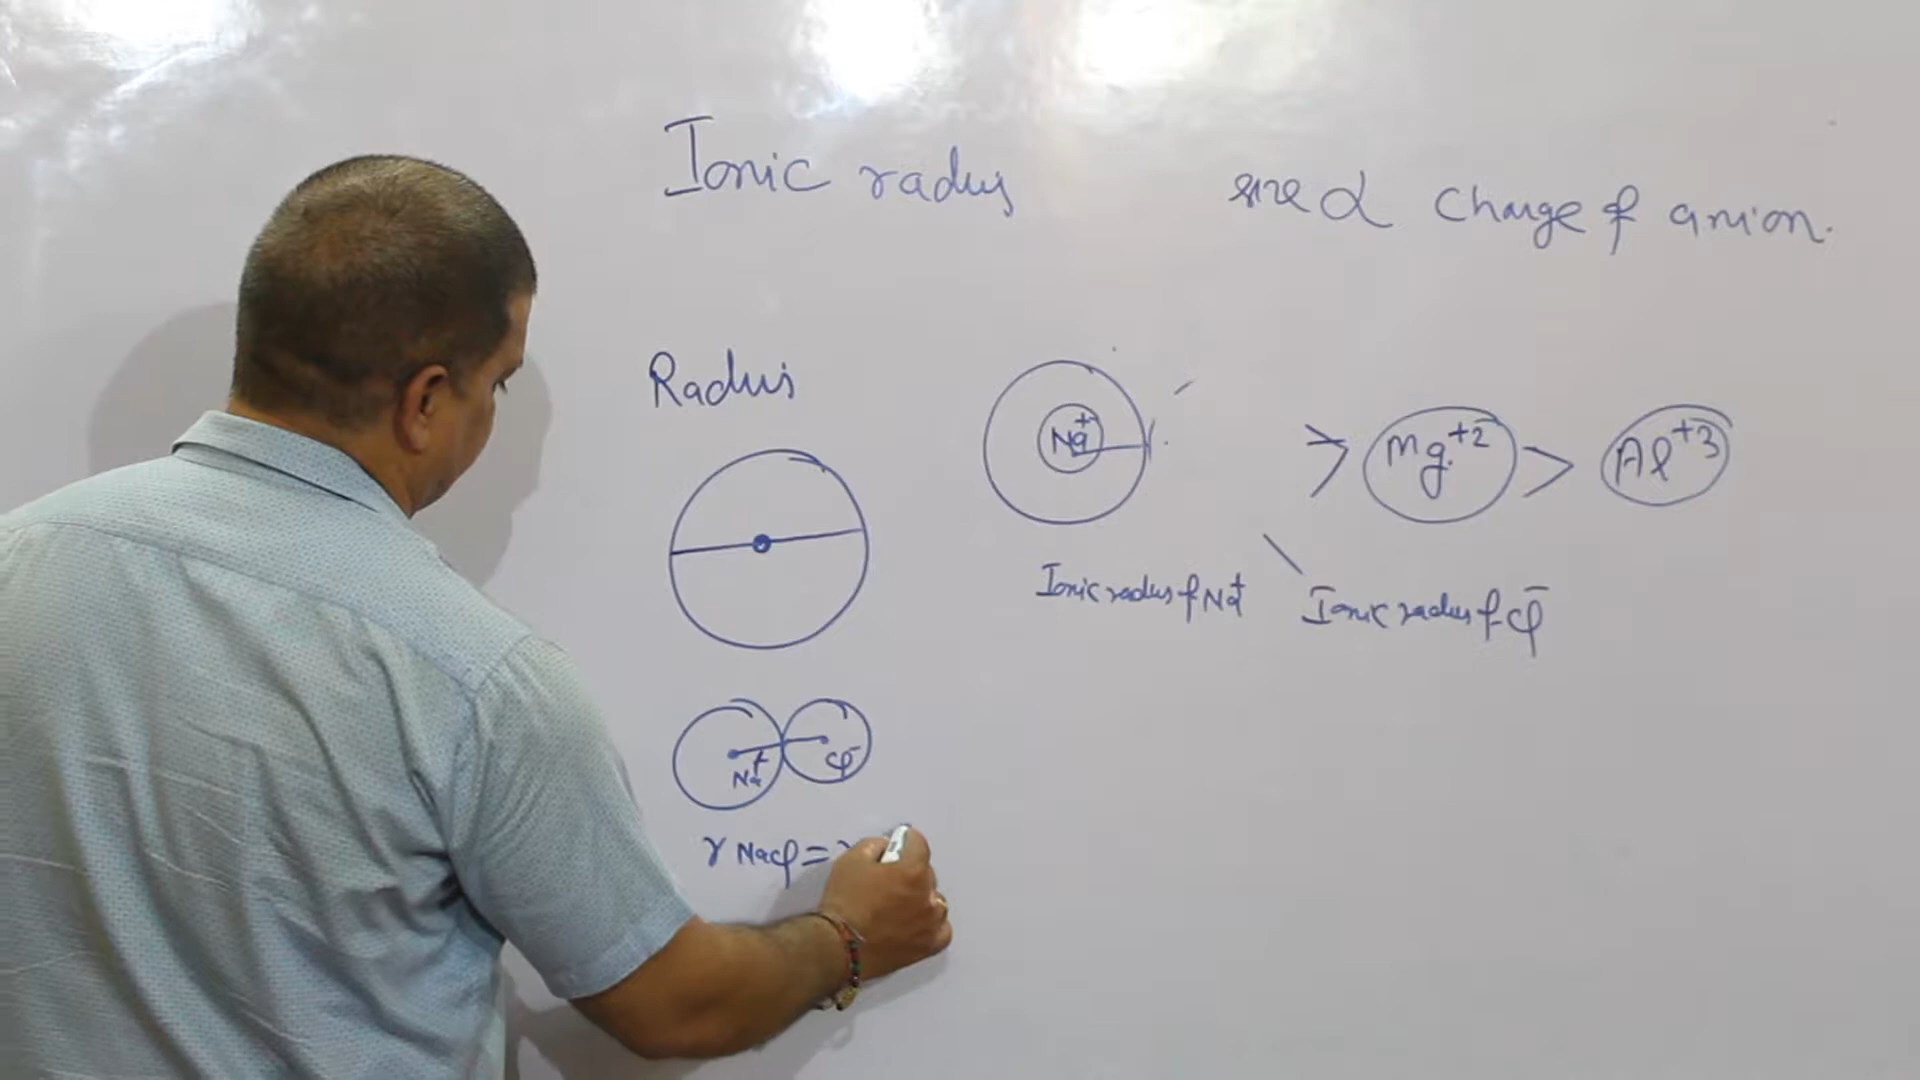 Ionic radius
size α charge of anion.
Radius
Na⁺ > Mg⁺² > Al⁺³
Ionic radius of Na⁺
Ionic radius of Cl⁻
Na⁺ Cl⁻
r NaCl = r